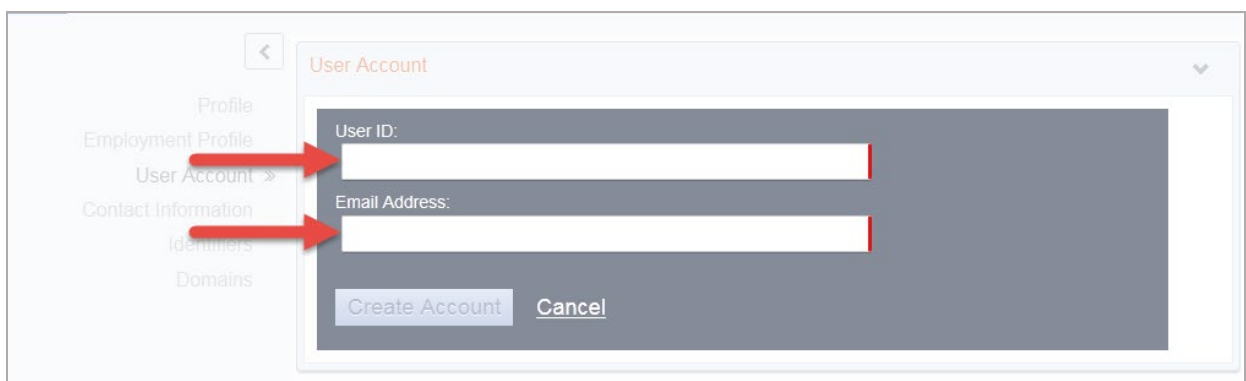 User Account
Profile
Employment Profile
User Account »
Contact Information
Identifiers
Domains
User ID:
Email Address:
Create Account
Cancel